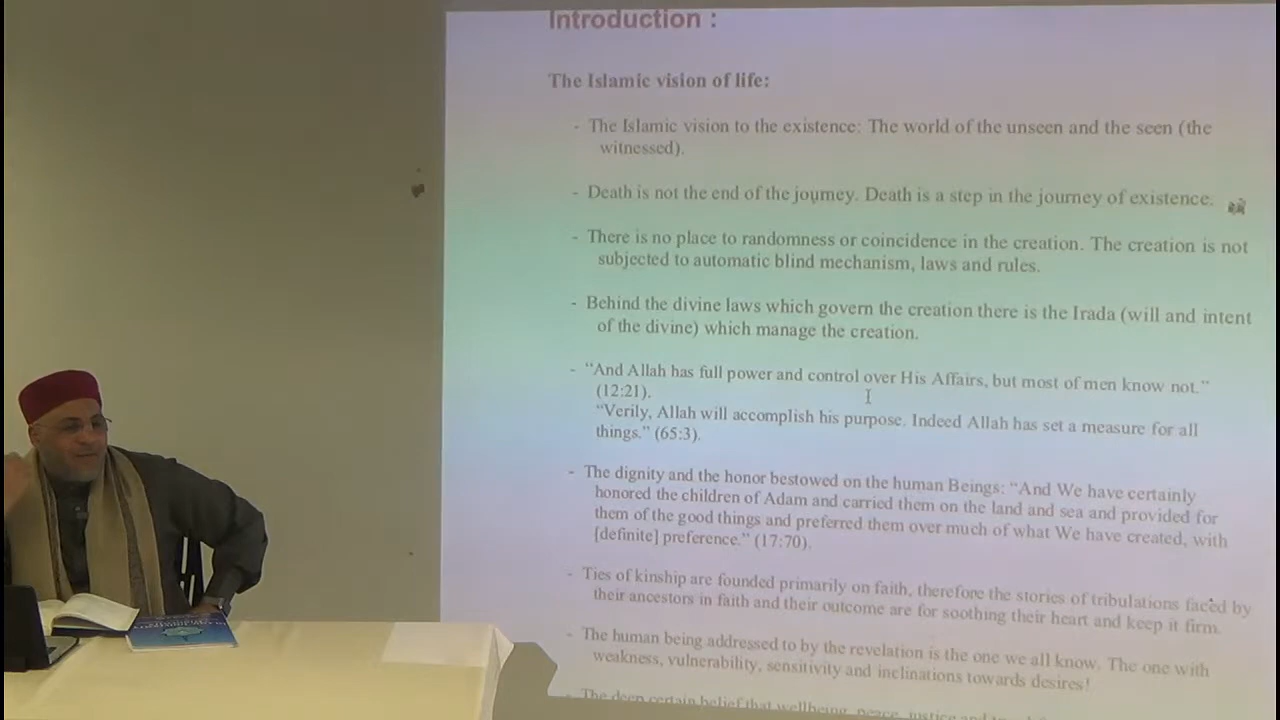 Introduction :
The Islamic vision of life:
- The Islamic vision to the existence: The world of the unseen and the seen (the
witnessed).
- Death is not the end of the journey. Death is a step in the journey of existence.
- There is no place to randomness or coincidence in the creation. The creation is not
subjected to automatic blind mechanism, laws and rules.
- Behind the divine laws which govern the creation there is the Irada (will and intent
of the divine) which manage the creation.
- "And Allah has full power and control over His Affairs, but most of men know not."
(12:21).
"Verily, Allah will accomplish his purpose. Indeed Allah has set a measure for all
things." (65:3).
- The dignity and the honor bestowed on the human Beings: "And We have certainly
honored the children of Adam and carried them on the land and sea and provided for
them of the good things and preferred them over much of what We have created, with
[definite] preference." (17:70).
- Ties of kinship are founded primarily on faith, therefore the stories of tribulations faced by
their ancestors in faith and their outcome are for soothing their heart and keep it firm.
- The human being addressed to by the revelation is the one we all know. The one with
weakness, vulnerability, sensitivity and inclinations towards desires!
- The deep certain belief that wellbeing, peace, justice and